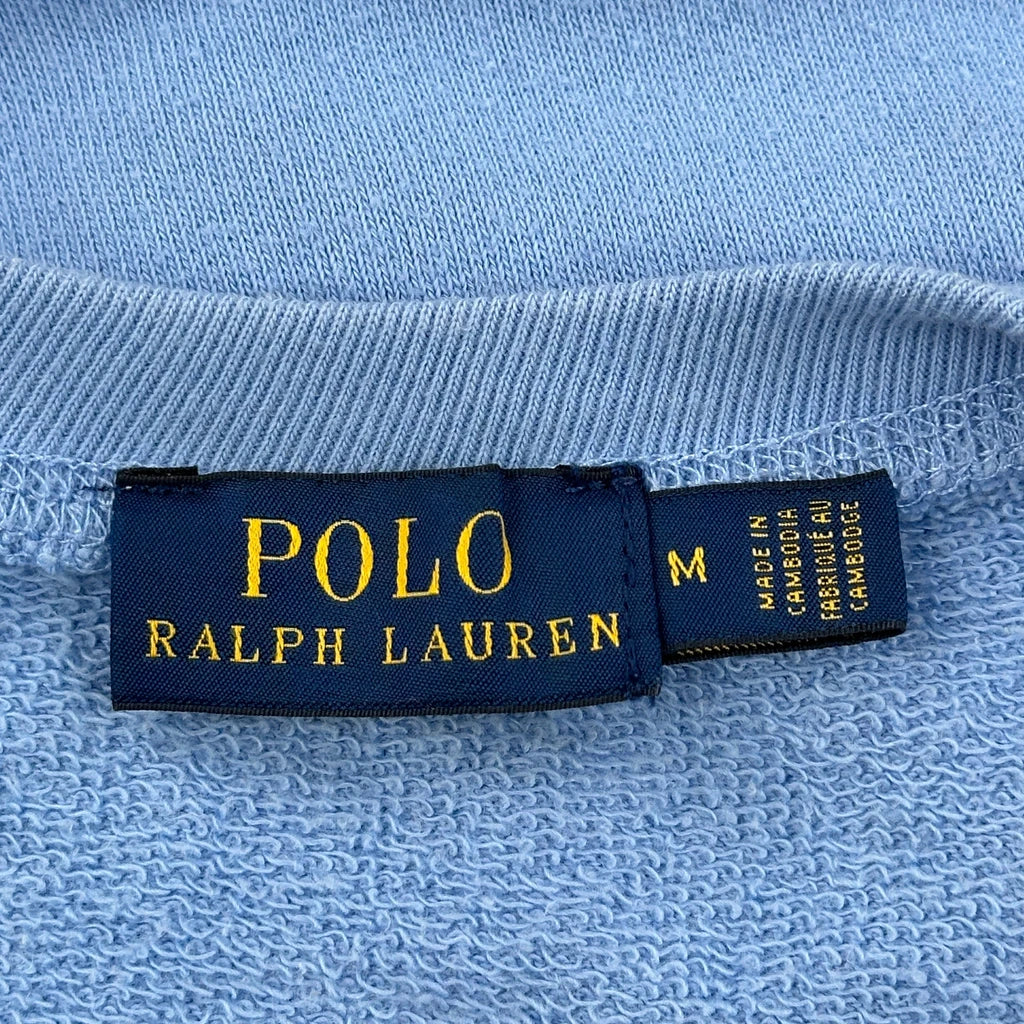 POLO
RALPH LAUREN
M
MADE IN
CAMBODIA
FABRIQUÉ AU
CAMBODGE